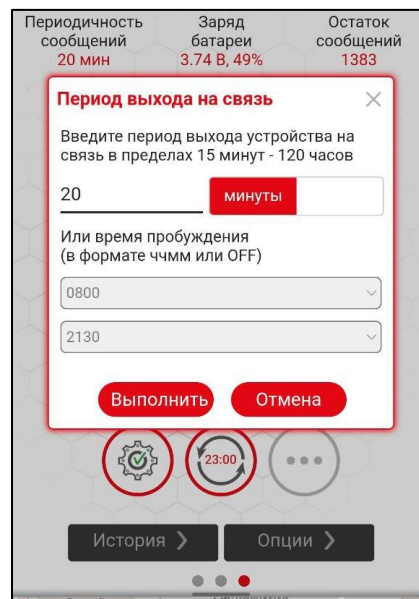 Периодичность сообщений
20 мин
Заряд батареи
3.74 В, 49%
Остаток сообщений
1383
Период выхода на связь
Введите период выхода устройства на
связь в пределах 15 минут - 120 часов
20
минуты
Или время пробуждения
(в формате ччмм или OFF)
0800
2130
Выполнить
Отмена
23:00
История
Опции